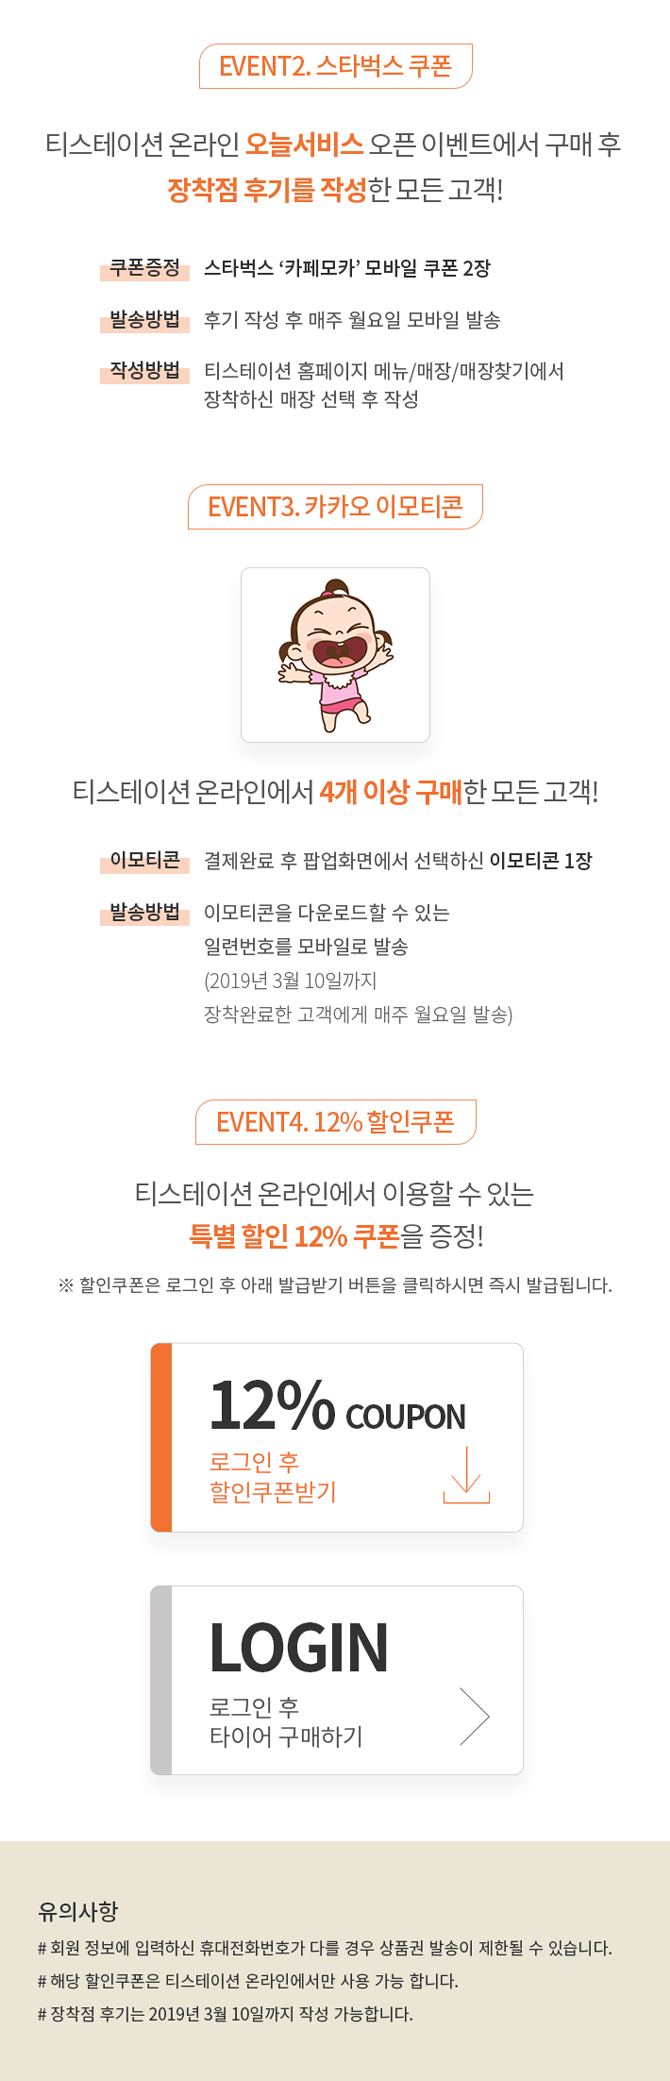 EVENT2. 스타벅스 쿠폰
티스테이션 온라인 오늘서비스 오픈 이벤트에서 구매 후
장착점 후기를 작성한 모든 고객!
쿠폰증정 스타벅스 ‘카페모카’ 모바일 쿠폰 2장
발송방법 후기 작성 후 매주 월요일 모바일 발송
작성방법 티스테이션 홈페이지 메뉴/매장/매장찾기에서
장착하신 매장 선택 후 작성
EVENT3. 카카오 이모티콘
티스테이션 온라인에서 4개 이상 구매한 모든 고객!
이모티콘 결제완료 후 팝업화면에서 선택하신 이모티콘 1장
발송방법 이모티콘을 다운로드할 수 있는
일련번호를 모바일로 발송
(2019년 3월 10일까지
장착완료한 고객에게 매주 월요일 발송)
EVENT4. 12% 할인쿠폰
티스테이션 온라인에서 이용할 수 있는
특별 할인 12% 쿠폰을 증정!
※ 할인쿠폰은 로그인 후 아래 발급받기 버튼을 클릭하시면 즉시 발급됩니다.
12% COUPON
로그인 후
할인쿠폰받기
LOGIN
로그인 후
타이어 구매하기
유의사항
# 회원 정보에 입력하신 휴대전화번호가 다를 경우 상품권 발송이 제한될 수 있습니다.
# 해당 할인쿠폰은 티스테이션 온라인에서만 사용 가능 합니다.
# 장착점 후기는 2019년 3월 10일까지 작성 가능합니다.